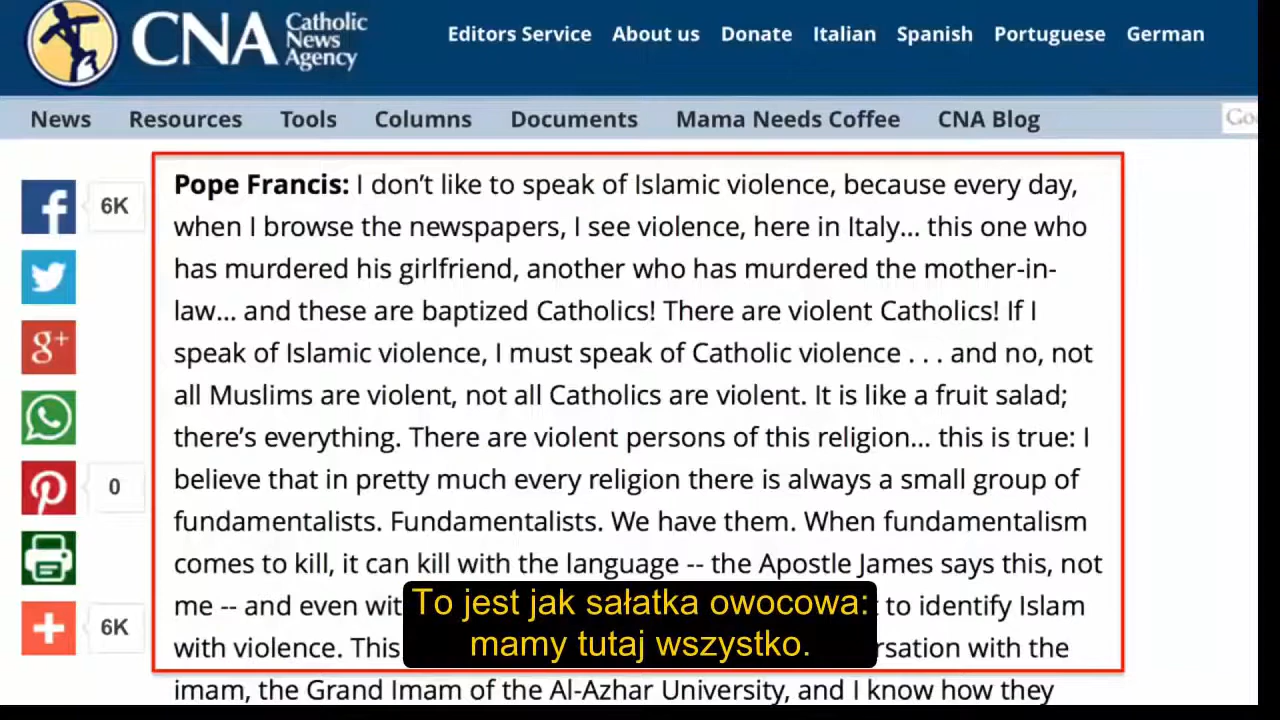 CNA Catholic
News
Agency
Editors Service About us Donate Italian Spanish Portuguese German
News Resources Tools Columns Documents Mama Needs Coffee CNA Blog
6K
0
6K
Pope Francis: I don’t like to speak of Islamic violence, because every day,
when I browse the newspapers, I see violence, here in Italy... this one who
has murdered his girlfriend, another who has murdered the mother-in-
law... and these are baptized Catholics! There are violent Catholics! If I
speak of Islamic violence, I must speak of Catholic violence . . . and no, not
all Muslims are violent, not all Catholics are violent. It is like a fruit salad;
there’s everything. There are violent persons of this religion... this is true: I
believe that in pretty much every religion there is always a small group of
fundamentalists. Fundamentalists. We have them. When fundamentalism
comes to kill, it can kill with the language -- the Apostle James says this, not
me -- and even to identify Islam
with violence. This with the
imam, the Grand Imam of the Al-Azhar University, and I know how they
To jest jak sałatka owocowa:
mamy tutaj wszystko.